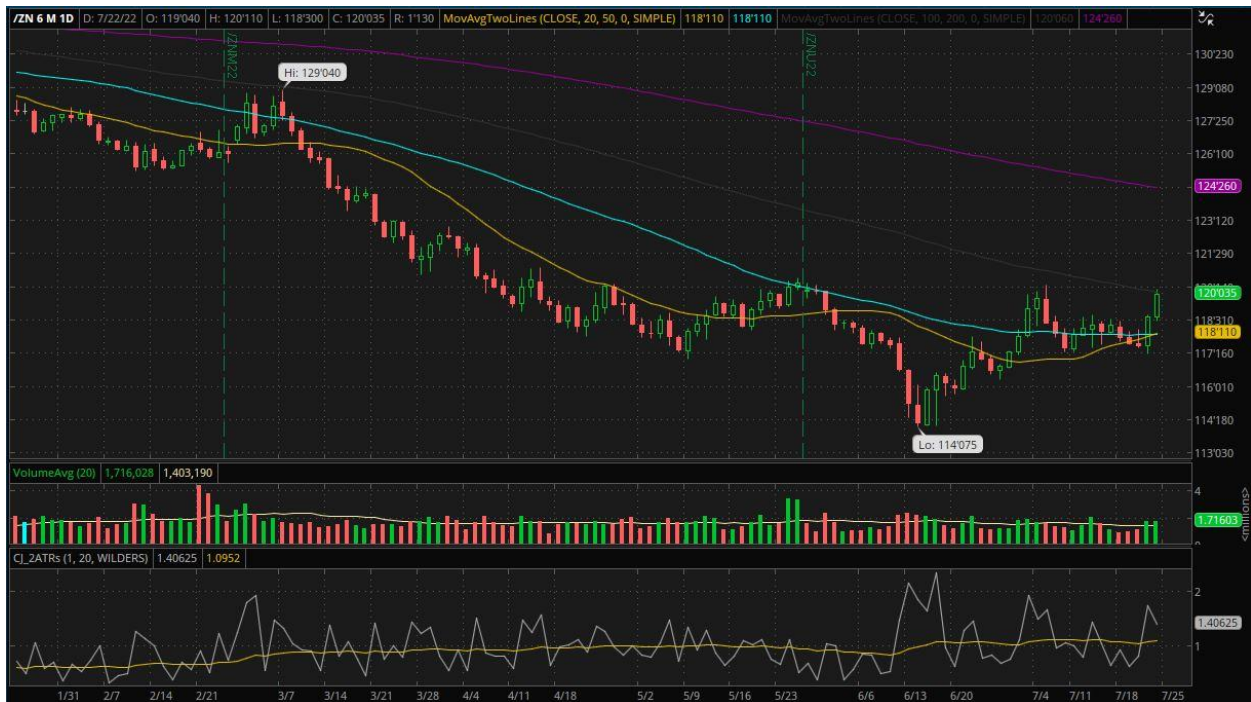 /ZN 6 M 1D D: 7/22/22 O: 119'040 H: 120'110 L: 118'300 C: 120'035 R: 1'130 MovAvgTwoLines (CLOSE, 20, 50, 0, SIMPLE) 118'110 118'110 MovAvgTwoLines (CLOSE, 100, 200, 0, SIMPLE) 120'060 124'260
/ZNM22
/ZNU22
Hi: 129'040
Lo: 114'075
130'230
129'080
127'250
126'100
124'260
123'120
121'290
120'035
118'310
118'110
117'160
116'010
114'180
113'030
VolumeAvg (20) 1,716,028 1,403,190
4
1.71603
<millions>
CJ_2ATRs (1, 20, WILDERS) 1.40625 1.0952
2
1.40625
1
1/31 2/7 2/14 2/21 3/7 3/14 3/21 3/28 4/4 4/11 4/18 5/2 5/9 5/16 5/23 6/6 6/13 6/20 7/4 7/11 7/18 7/25